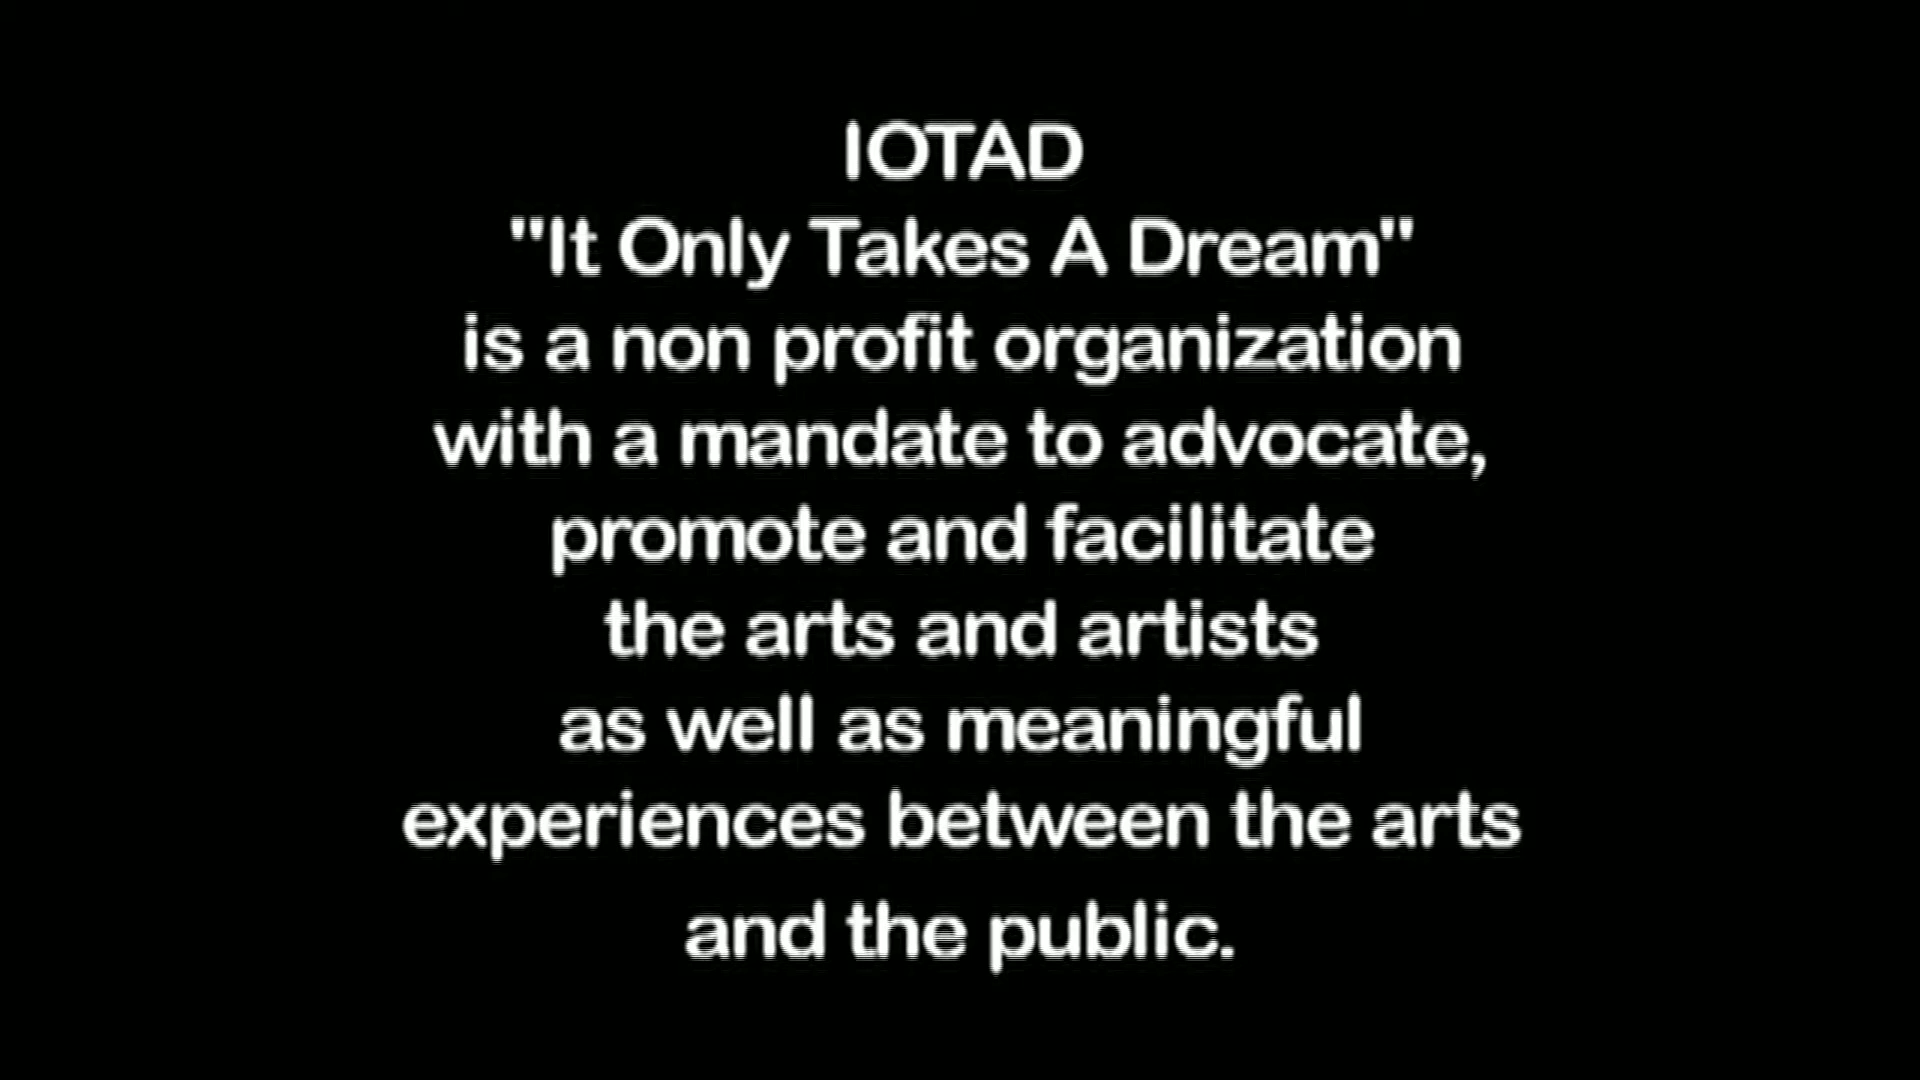 IOTAD
"It Only Takes A Dream"
is a non profit organization
with a mandate to advocate,
promote and facilitate
the arts and artists
as well as meaningful
experiences between the arts
and the public.